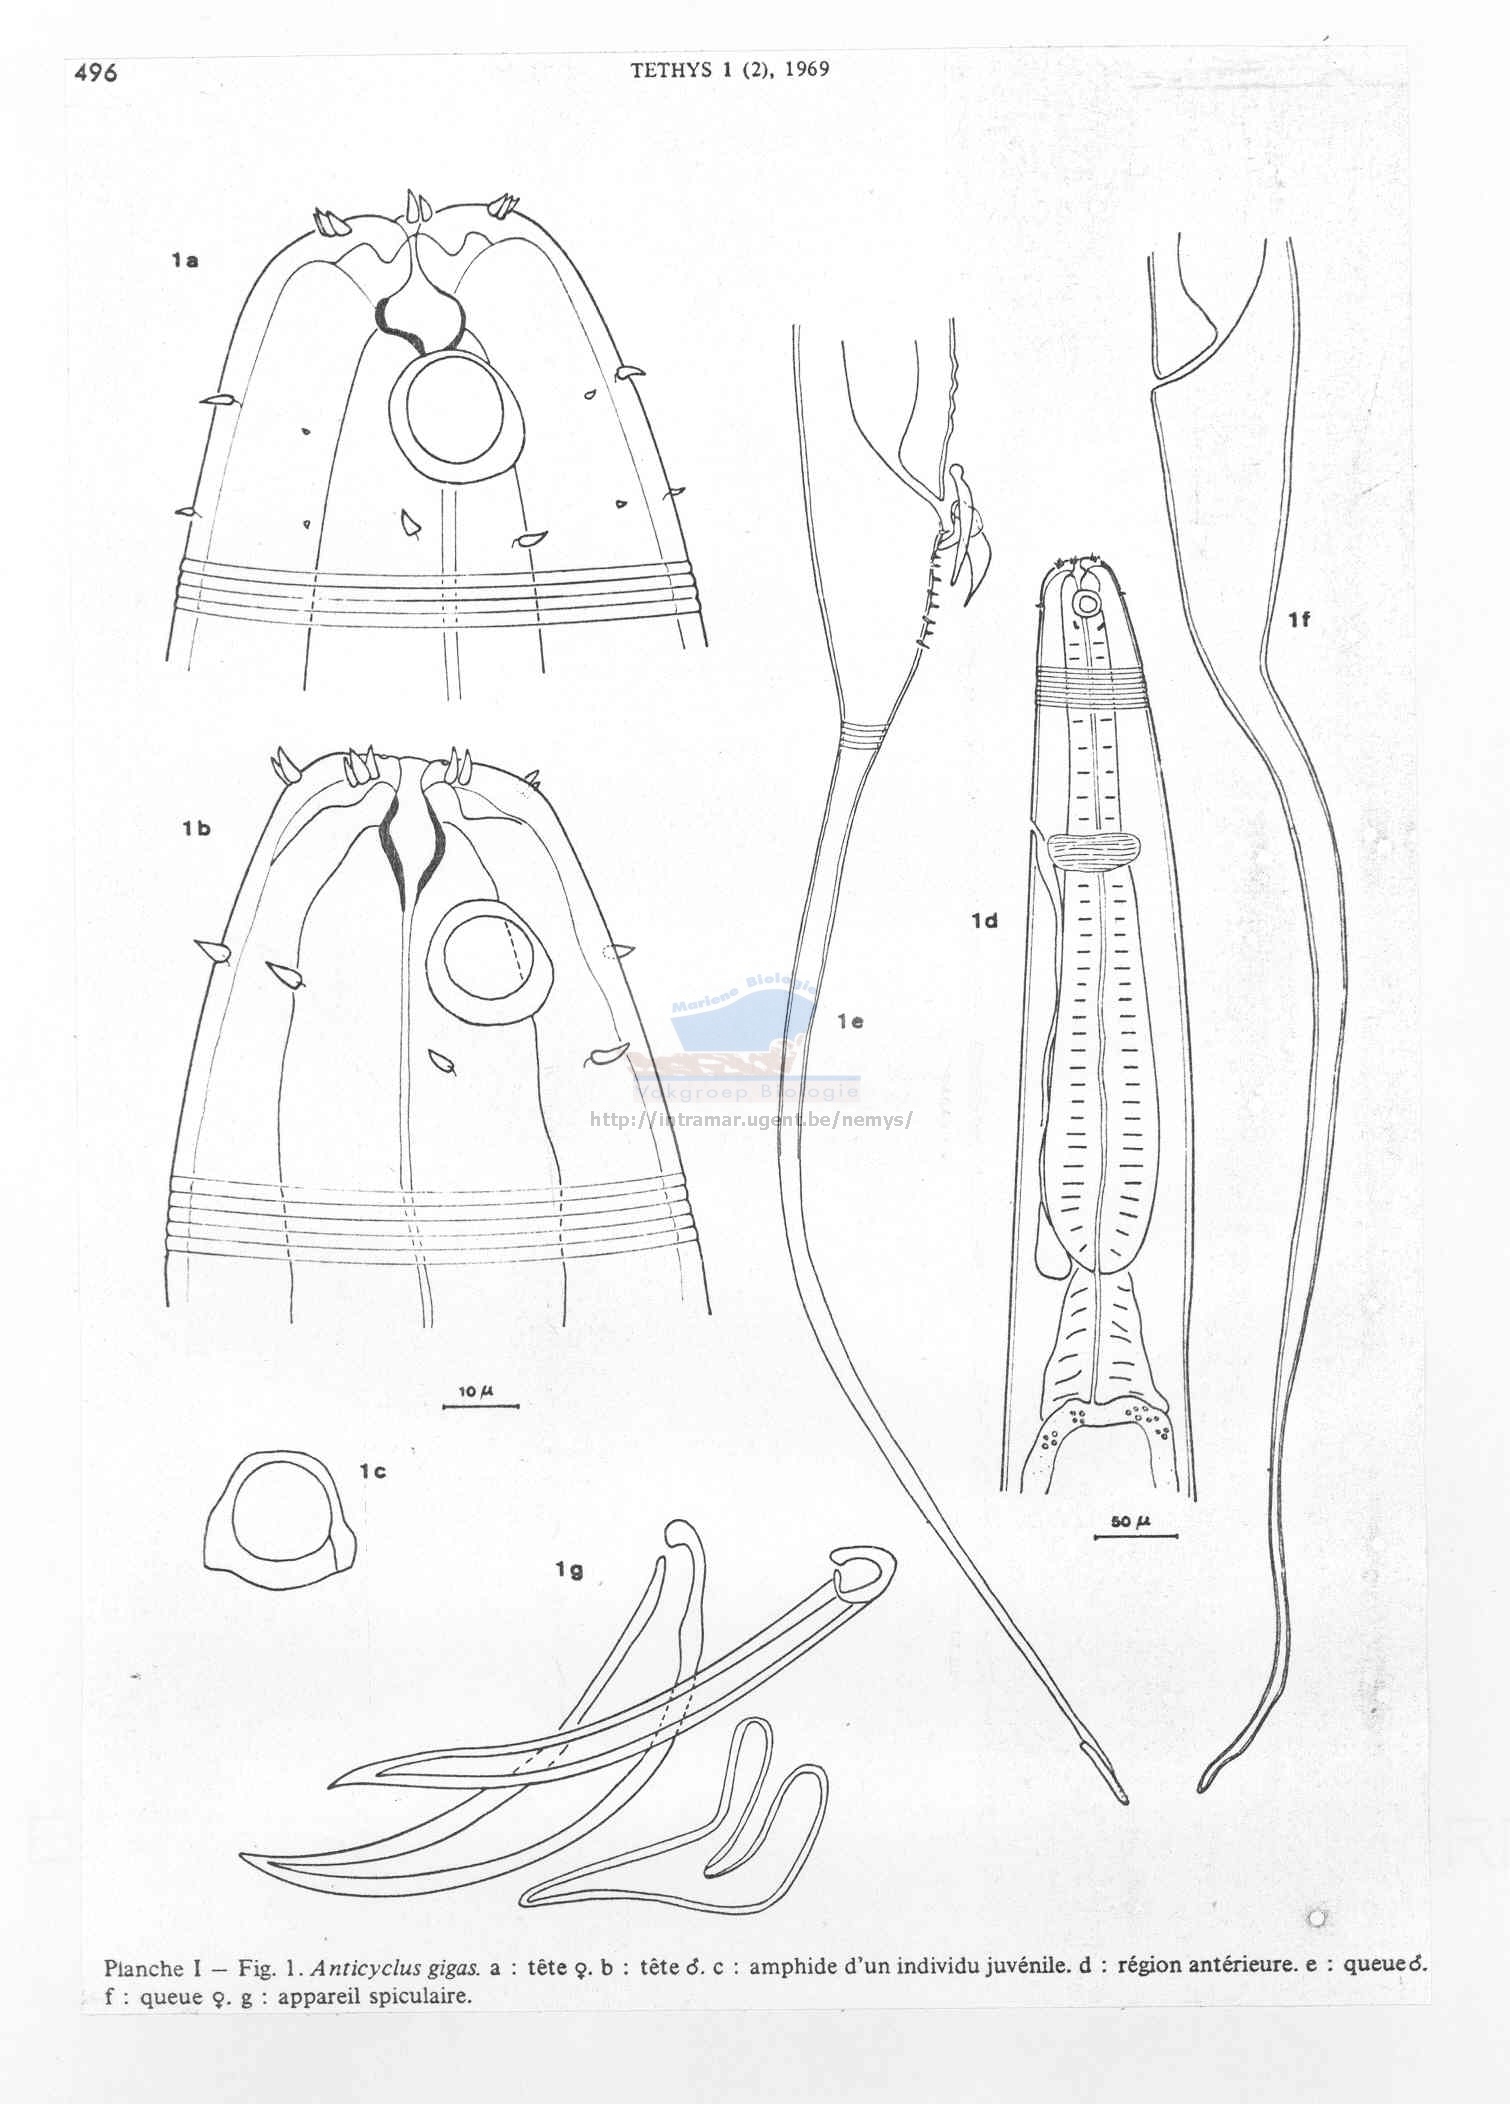 496
TETHYS 1 (2), 1969
1a
1f
1b
1d
1e
Mariene Biologie
Vakgroep Biologie
http://intramar.ugent.be/nemys/
10 µ
1c
50 µ
1g
Planche I — Fig. 1. Anticyclus gigas. a : tête ♀. b : tête ♂. c : amphide d'un individu juvénile. d : région antérieure. e : queue ♂.
f : queue ♀. g : appareil spiculaire.